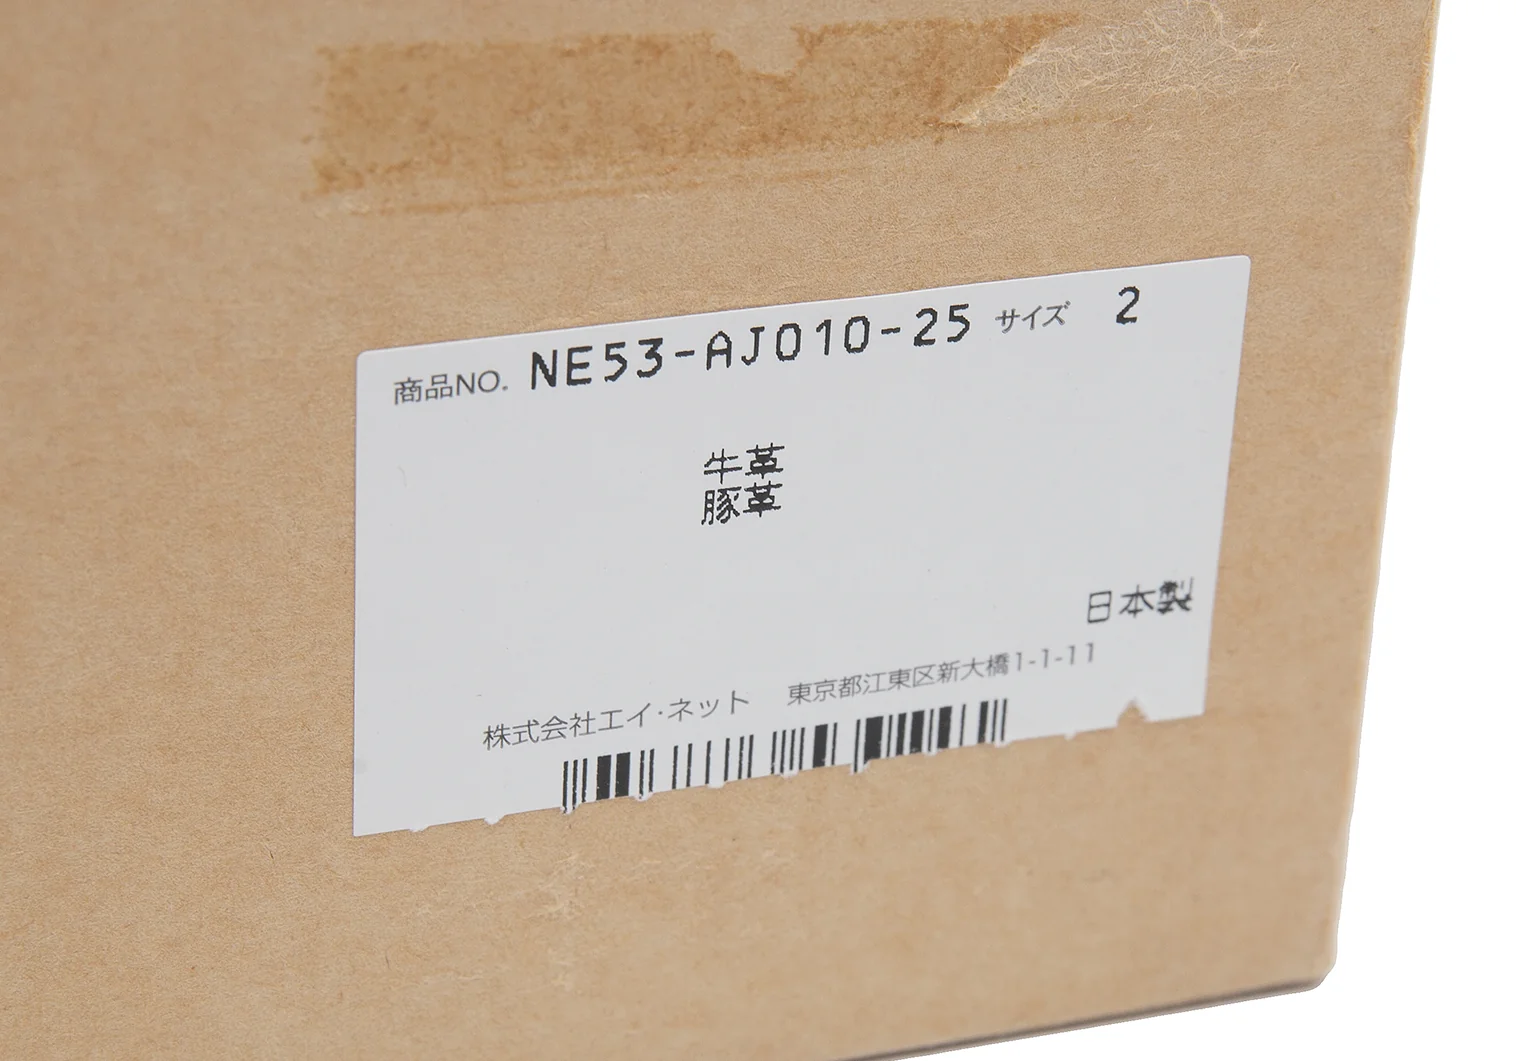 商品NO. NE53-AJ010-25 サイズ 2
牛革
豚革
日本製
株式会社エイ・ネット 東京都江東区新大橋1-1-11